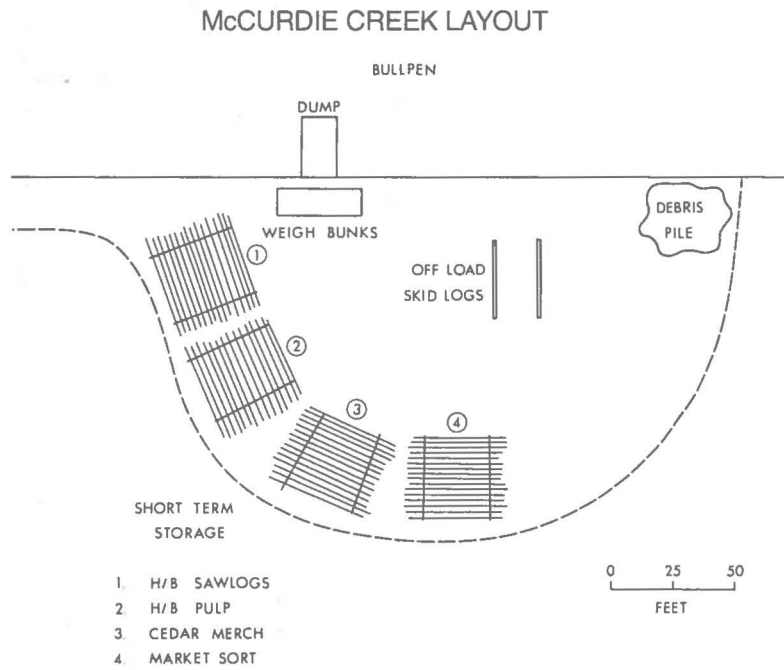 McCURDIE CREEK LAYOUT
BULLPEN
DUMP
WEIGH BUNKS
DEBRIS
PILE
OFF LOAD
SKID LOGS
1
2
3
4
SHORT TERM
STORAGE
1. H/B SAWLOGS
2 H/B PULP
3 CEDAR MERCH
4 MARKET SORT
0 25 50
FEET